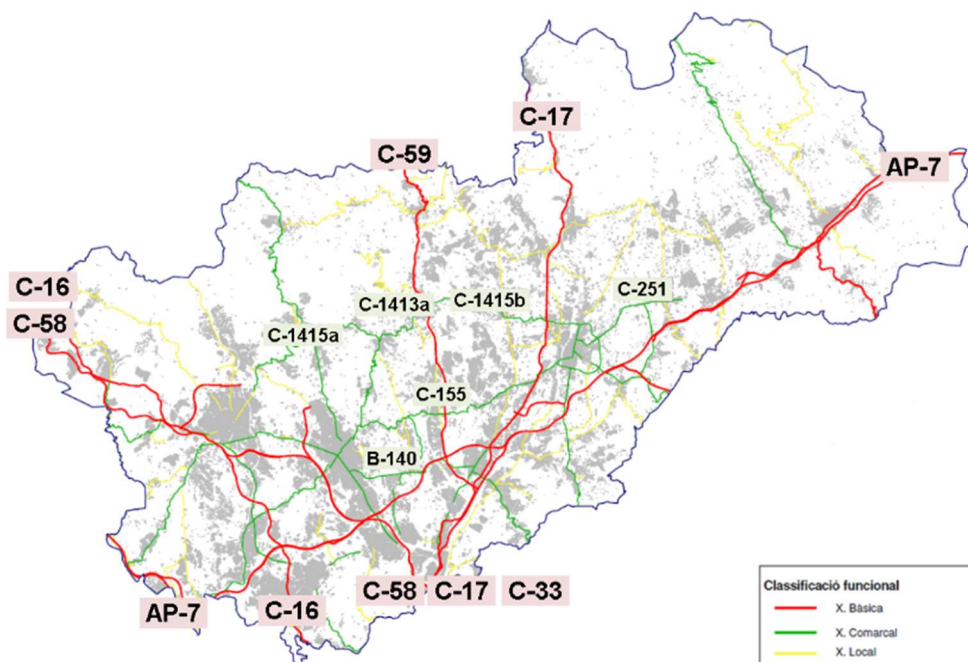 C-17
C-59
AP-7
C-16
C-58
C-1413a
C-1415b
C-251
C-1415a
C-155
B-140
AP-7
C-16
C-58
C-17
C-33
Classificació funcional
X. Bàsica
X. Comarcal
X. Local